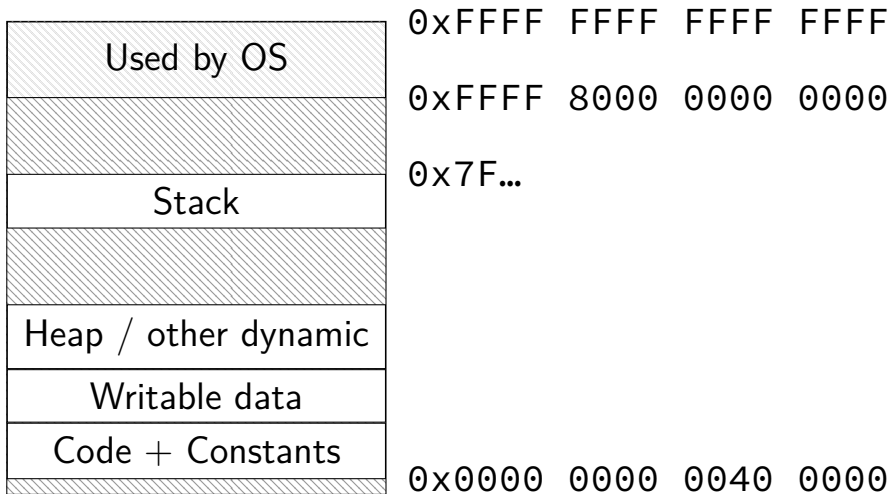 0xFFFF FFFF FFFF FFFF
Used by OS
0xFFFF 8000 0000 0000
0x7F…
Stack
Heap / other dynamic
Writable data
Code + Constants
0x0000 0000 0040 0000